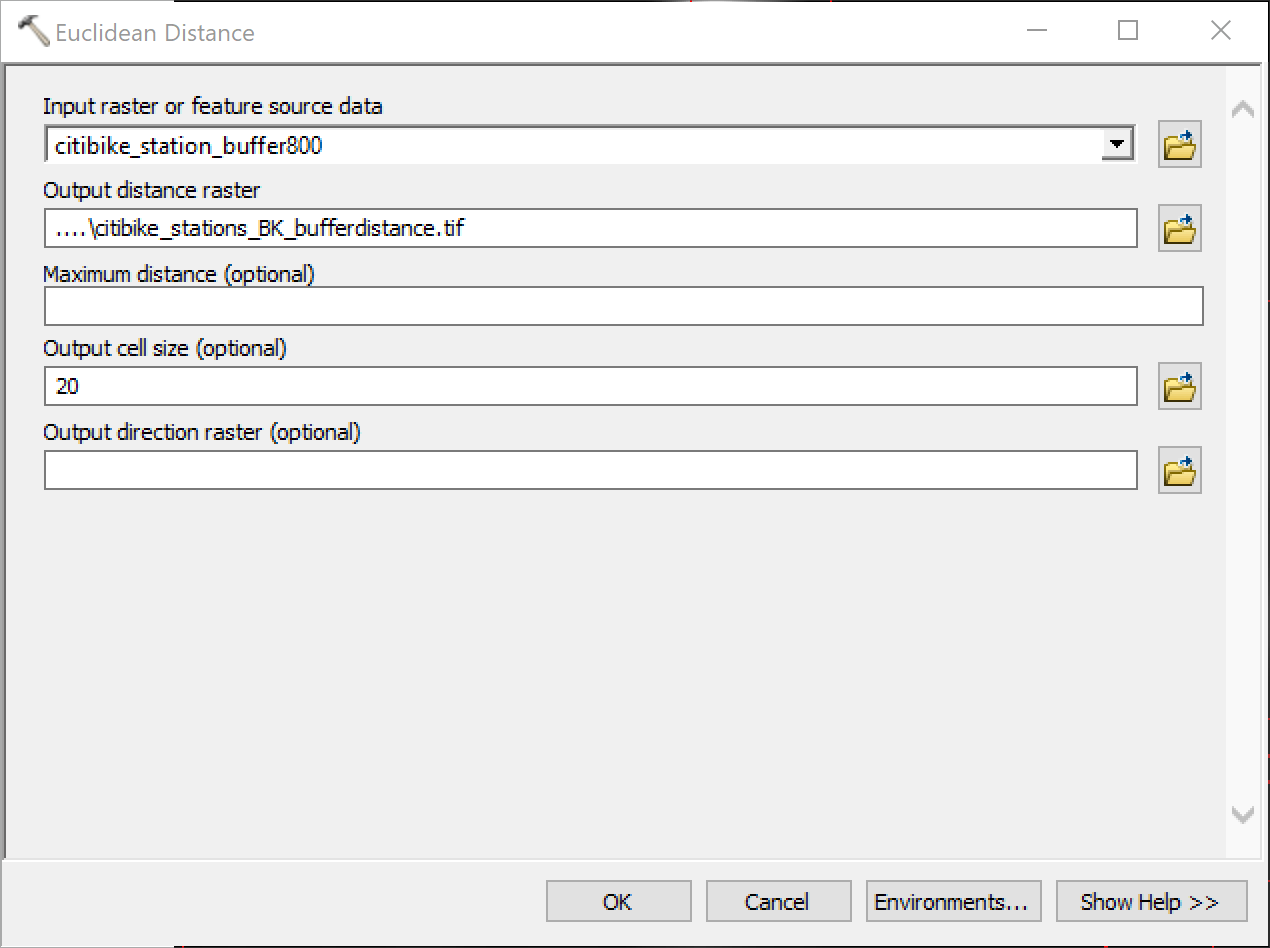 Euclidean Distance
Input raster or feature source data
citibike_station_buffer800
Output distance raster
....\citibike_stations_BK_bufferdistance.tif
Maximum distance (optional)
Output cell size (optional)
20
Output direction raster (optional)
OK Cancel Environments... Show Help >>